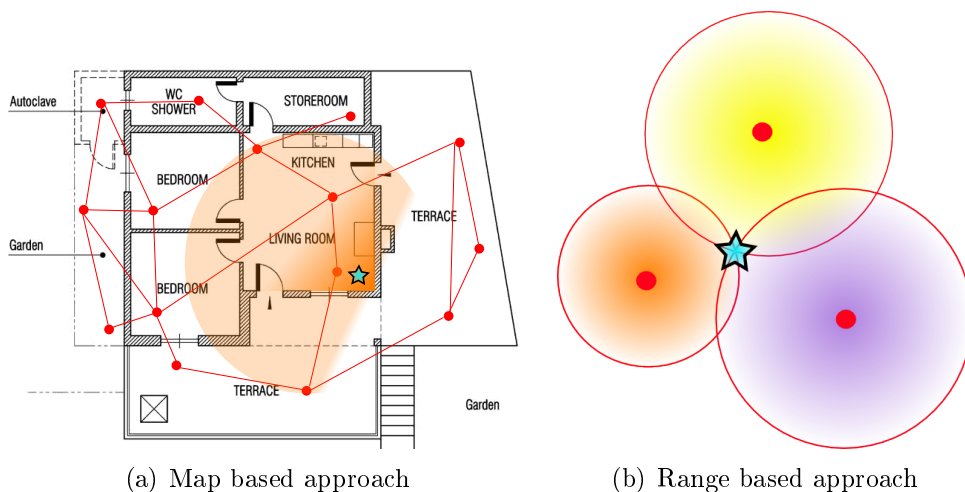 WC
SHOWER
STOREROOM
Autoclave
KITCHEN
BEDROOM
TERRACE
LIVING ROOM
Garden
BEDROOM
TERRACE
Garden
(a) Map based approach
(b) Range based approach